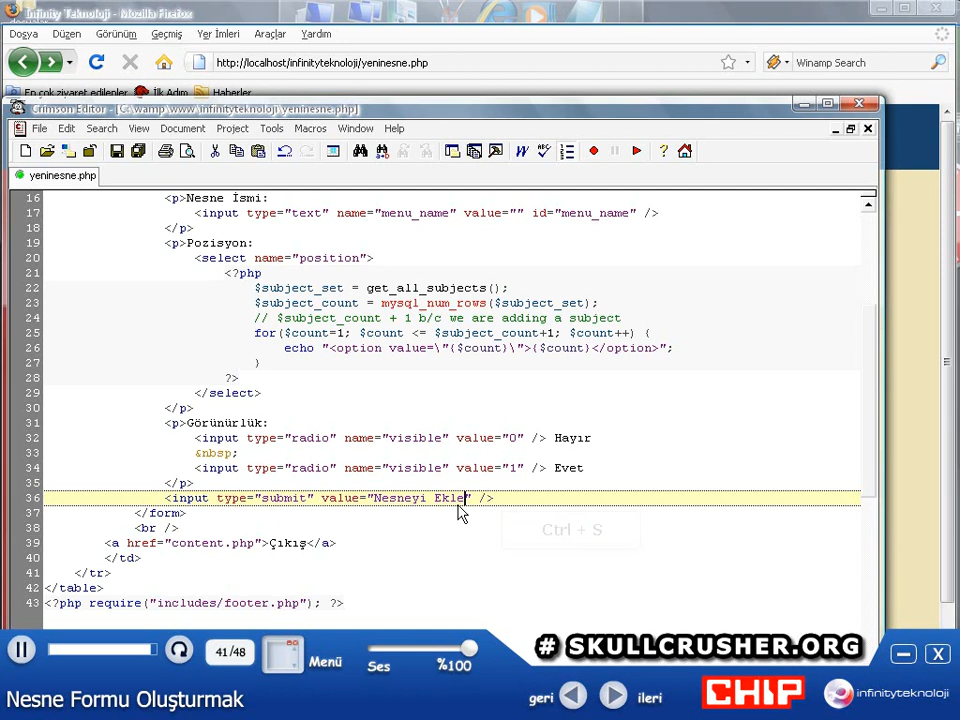 Infinity Teknoloji - Mozilla Firefox
Dosya Düzen Görünüm Geçmiş Yer İmleri Araçlar Yardım
http://localhost/infinityteknoloji/yeninesne.php
Winamp Search
En çok ziyaret edilenler İlk Adım Haberler
Crimson Editor - [C:\wamp\www\infinityteknoloji\yeninesne.php]
File Edit Search View Document Project Tools Macros Window Help
yeninesne.php
16 <p>Nesne İsmi:
17 <input type="text" name="menu_name" value="" id="menu_name" />
18 </p>
19 <p>Pozisyon:
20 <select name="position">
21 <?php
22 $subject_set = get_all_subjects();
23 $subject_count = mysql_num_rows($subject_set);
24 // $subject_count + 1 b/c we are adding a subject
25 for($count=1; $count <= $subject_count+1; $count++) {
26 echo "<option value=\"{$count}\">{$count}</option>";
27 }
28 ?>
29 </select>
30 </p>
31 <p>Görünürlük:
32 <input type="radio" name="visible" value="0" /> Hayır
33 &nbsp;
34 <input type="radio" name="visible" value="1" /> Evet
35 </p>
36 <input type="submit" value="Nesneyi Ekle" />
37 </form>
38 <br />
39 <a href="content.php">Çıkış</a>
40 </td>
41 </tr>
42 </table>
43 <?php require("includes/footer.php"); ?>
Ctrl + S
41/48 Menü Ses %100
# SKULLCRUSHER.ORG
Nesne Formu Oluşturmak
geri ileri
CHIP
infinityteknoloji